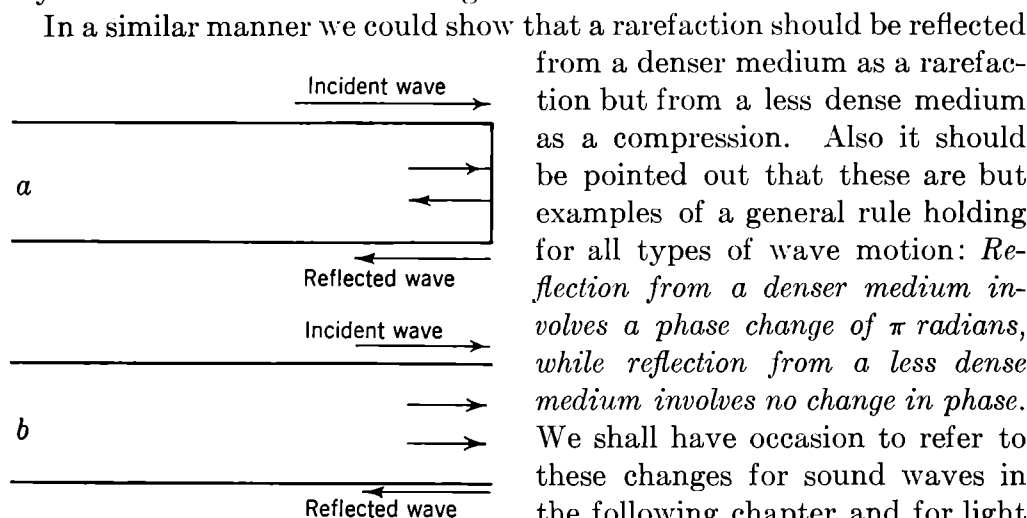 In a similar manner we could show that a rarefaction should be reflected
from a denser medium as a rarefac-
tion but from a less dense medium
as a compression. Also it should
be pointed out that these are but
examples of a general rule holding
for all types of wave motion: Re-
flection from a denser medium in-
volves a phase change of π radians,
while reflection from a less dense
medium involves no change in phase.
We shall have occasion to refer to
these changes for sound waves in
the following chapter and for light
Incident wave
a
Reflected wave
Incident wave
b
Reflected wave